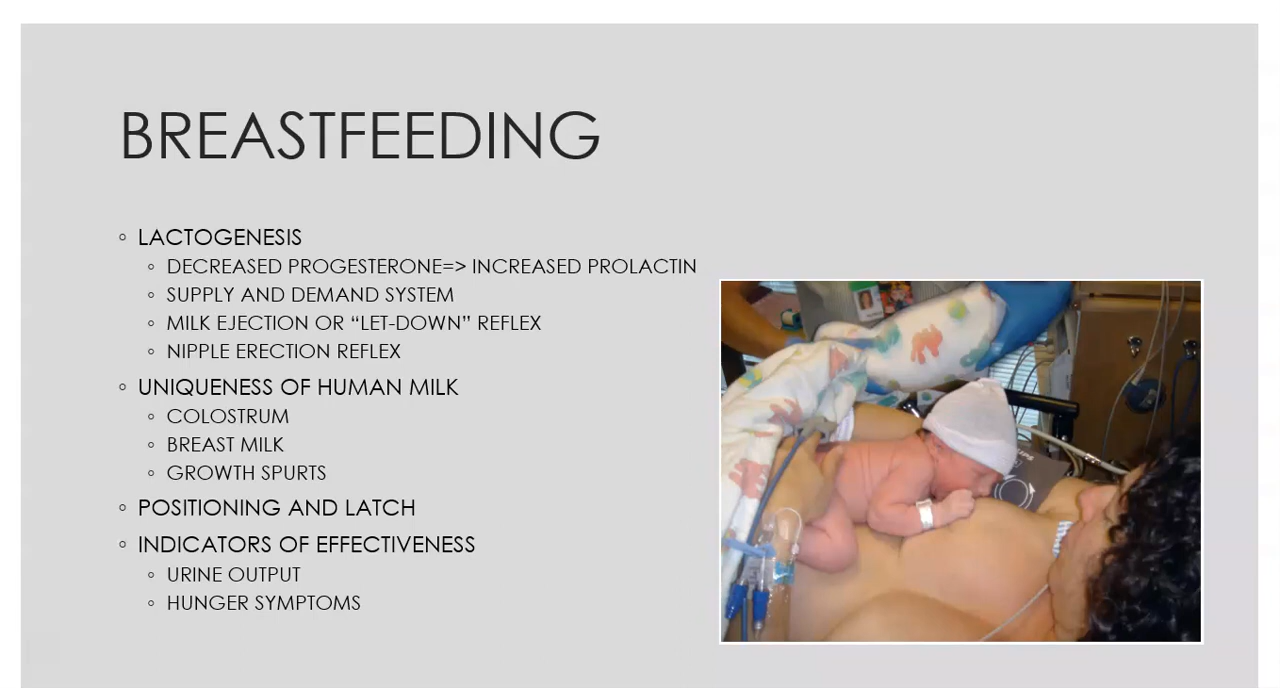 BREASTFEEDING
◦ LACTOGENESIS
◦ DECREASED PROGESTERONE=> INCREASED PROLACTIN
◦ SUPPLY AND DEMAND SYSTEM
◦ MILK EJECTION OR “LET-DOWN” REFLEX
◦ NIPPLE ERECTION REFLEX
◦ UNIQUENESS OF HUMAN MILK
◦ COLOSTRUM
◦ BREAST MILK
◦ GROWTH SPURTS
◦ POSITIONING AND LATCH
◦ INDICATORS OF EFFECTIVENESS
◦ URINE OUTPUT
◦ HUNGER SYMPTOMS